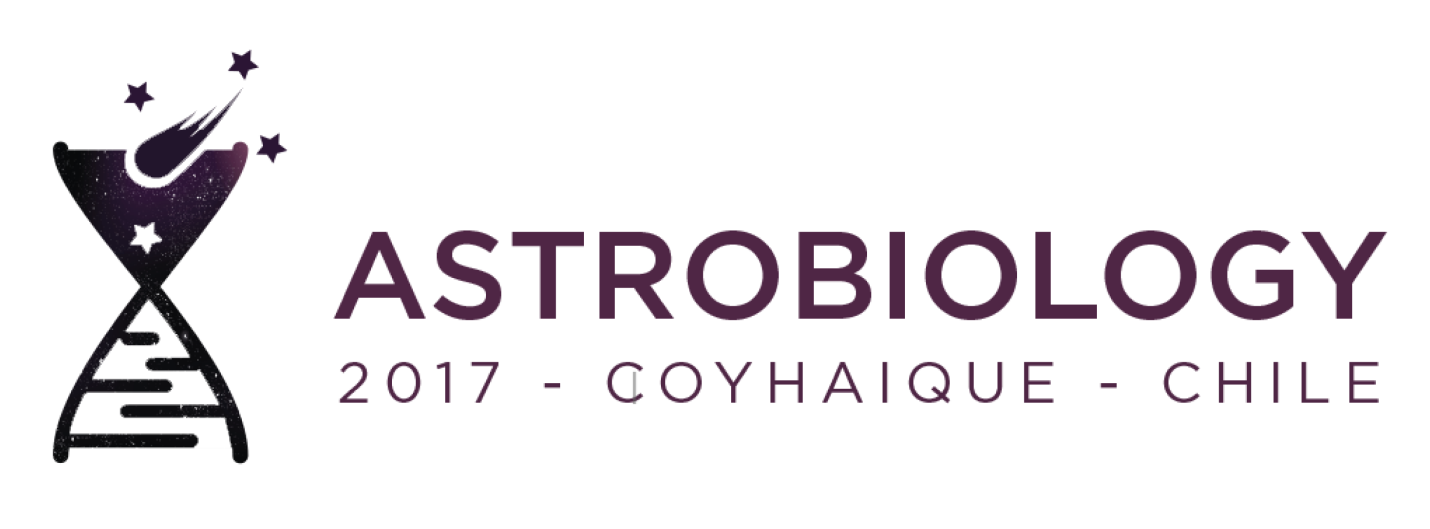 ASTROBIOLOGY
2017 - COYHAIQUE - CHILE